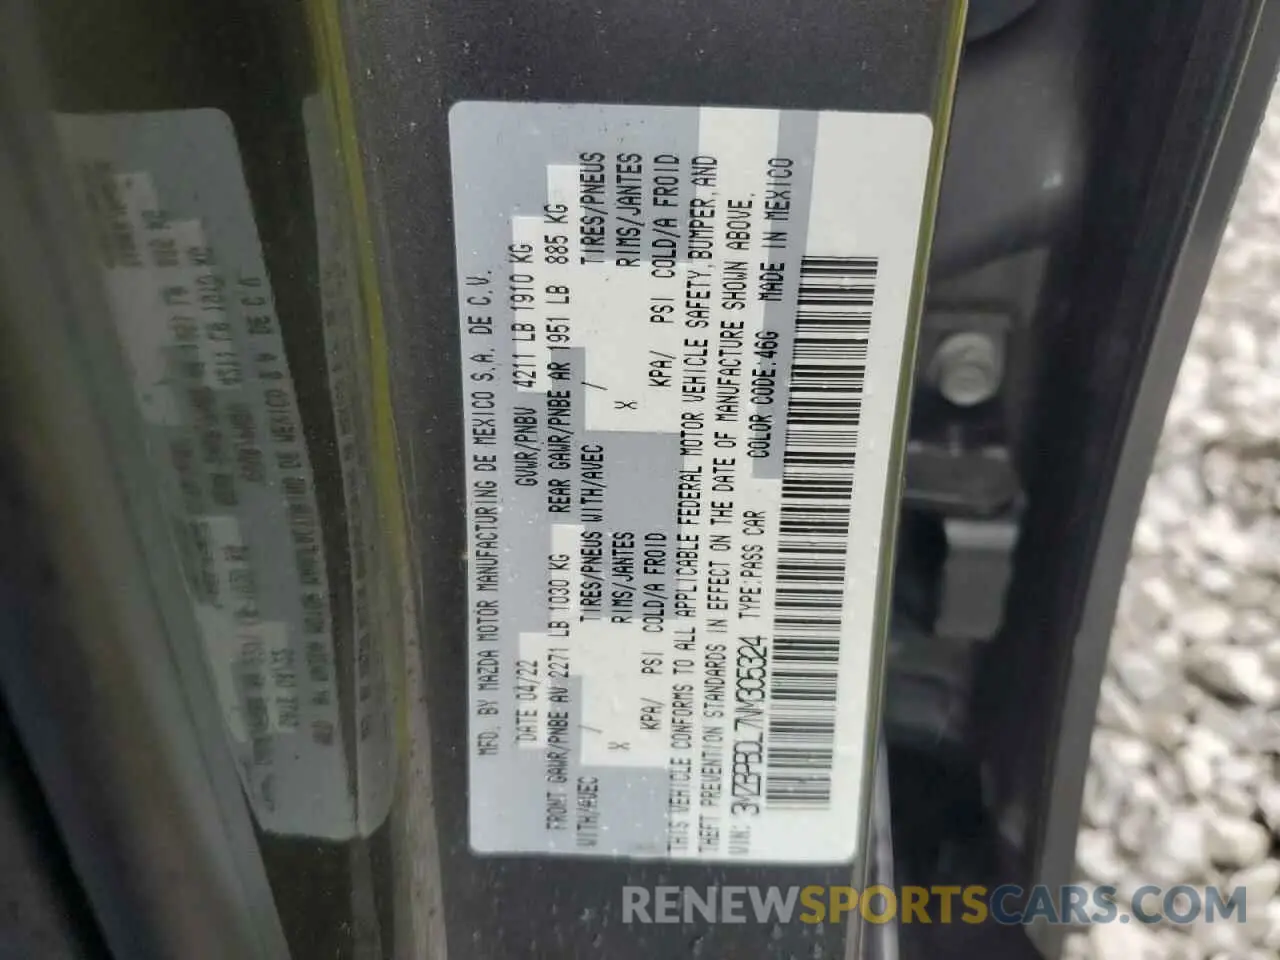 MFD. BY MAZDA MOTOR MANUFACTURING DE MEXICO S.A. DE C.V.
DATE 04/22 GVWR/PNBV 4211 LB 1910 KG
FRONT GAWR/PNBE AV 2271 LB 1030 KG REAR GAWR/PNBE AR 1951 LB 885 KG
WITH/AVEC / TIRES/PNEUS WITH/AVEC / TIRES/PNEUS
X RIMS/JANTES X RIMS/JANTES
KPA/ PSI COLD/A FROID KPA/ PSI COLD/A FROID
THIS VEHICLE CONFORMS TO ALL APPLICABLE FEDERAL MOTOR VEHICLE SAFETY, BUMPER, AND
THEFT PREVENTION STANDARDS IN EFFECT ON THE DATE OF MANUFACTURE SHOWN ABOVE.
VIN: 3MZBPBDL7NM305324 TYPE:PASS CAR COLOR CODE:46G MADE IN MEXICO
RENEWSPORTSCARS.COM